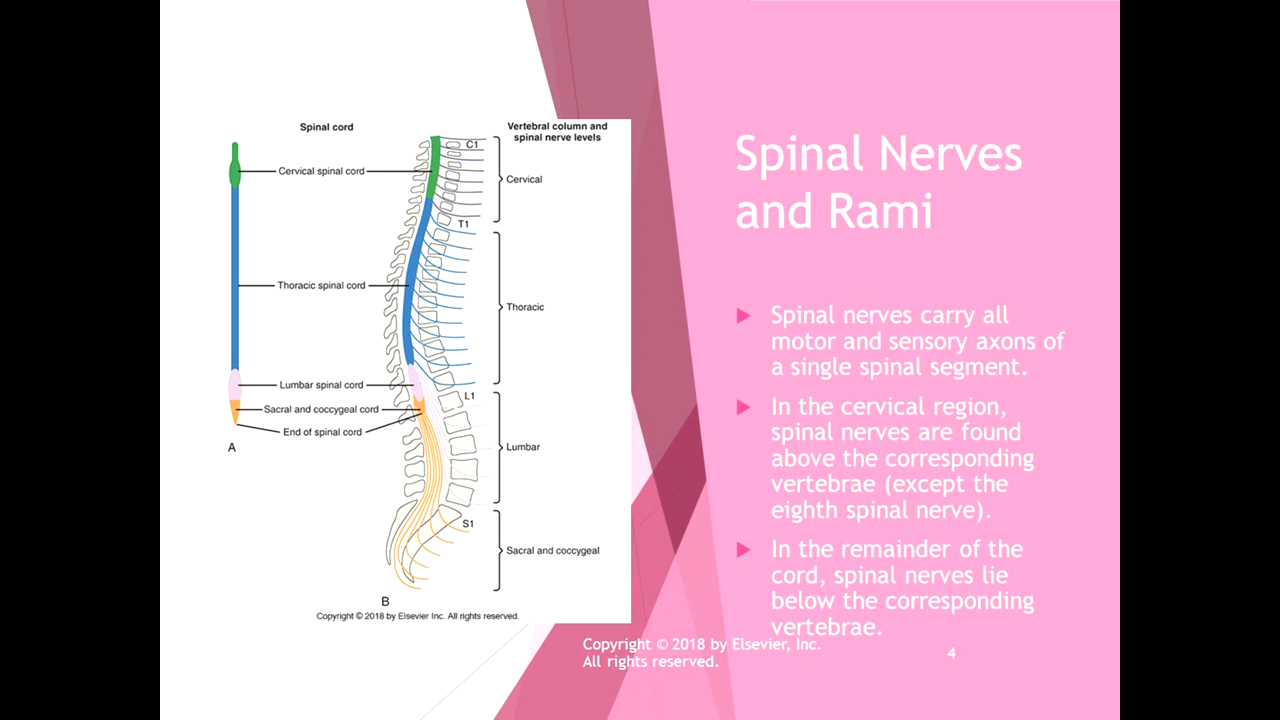 Spinal cord
Vertebral column and
spinal nerve levels
C1
Cervical spinal cord
Cervical
T1
Thoracic spinal cord
Thoracic
Lumbar spinal cord
L1
Sacral and coccygeal cord
End of spinal cord
A
Lumbar
S1
Sacral and coccygeal
B
Copyright © 2018 by Elsevier Inc. All rights reserved.
Spinal Nerves
and Rami
Spinal nerves carry all
motor and sensory axons of
a single spinal segment.
In the cervical region,
spinal nerves are found
above the corresponding
vertebrae (except the
eighth spinal nerve).
In the remainder of the
cord, spinal nerves lie
below the corresponding
vertebrae.
Copyright © 2018 by Elsevier, Inc.
All rights reserved.
4